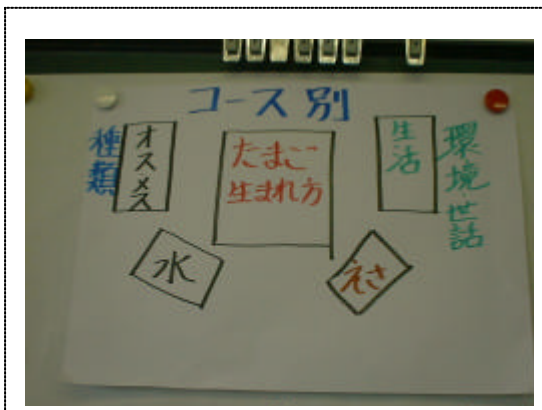 コース別
種類
オスメス
たまご
生まれ方
生活
環境世話
水
えさ